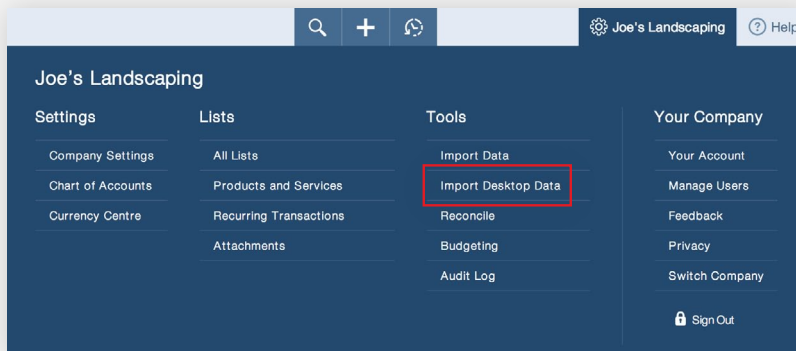 Joe's Landscaping
Help
Joe's Landscaping
Settings
Company Settings
Chart of Accounts
Currency Centre
Lists
All Lists
Products and Services
Recurring Transactions
Attachments
Tools
Import Data
Import Desktop Data
Reconcile
Budgeting
Audit Log
Your Company
Your Account
Manage Users
Feedback
Privacy
Switch Company
Sign Out